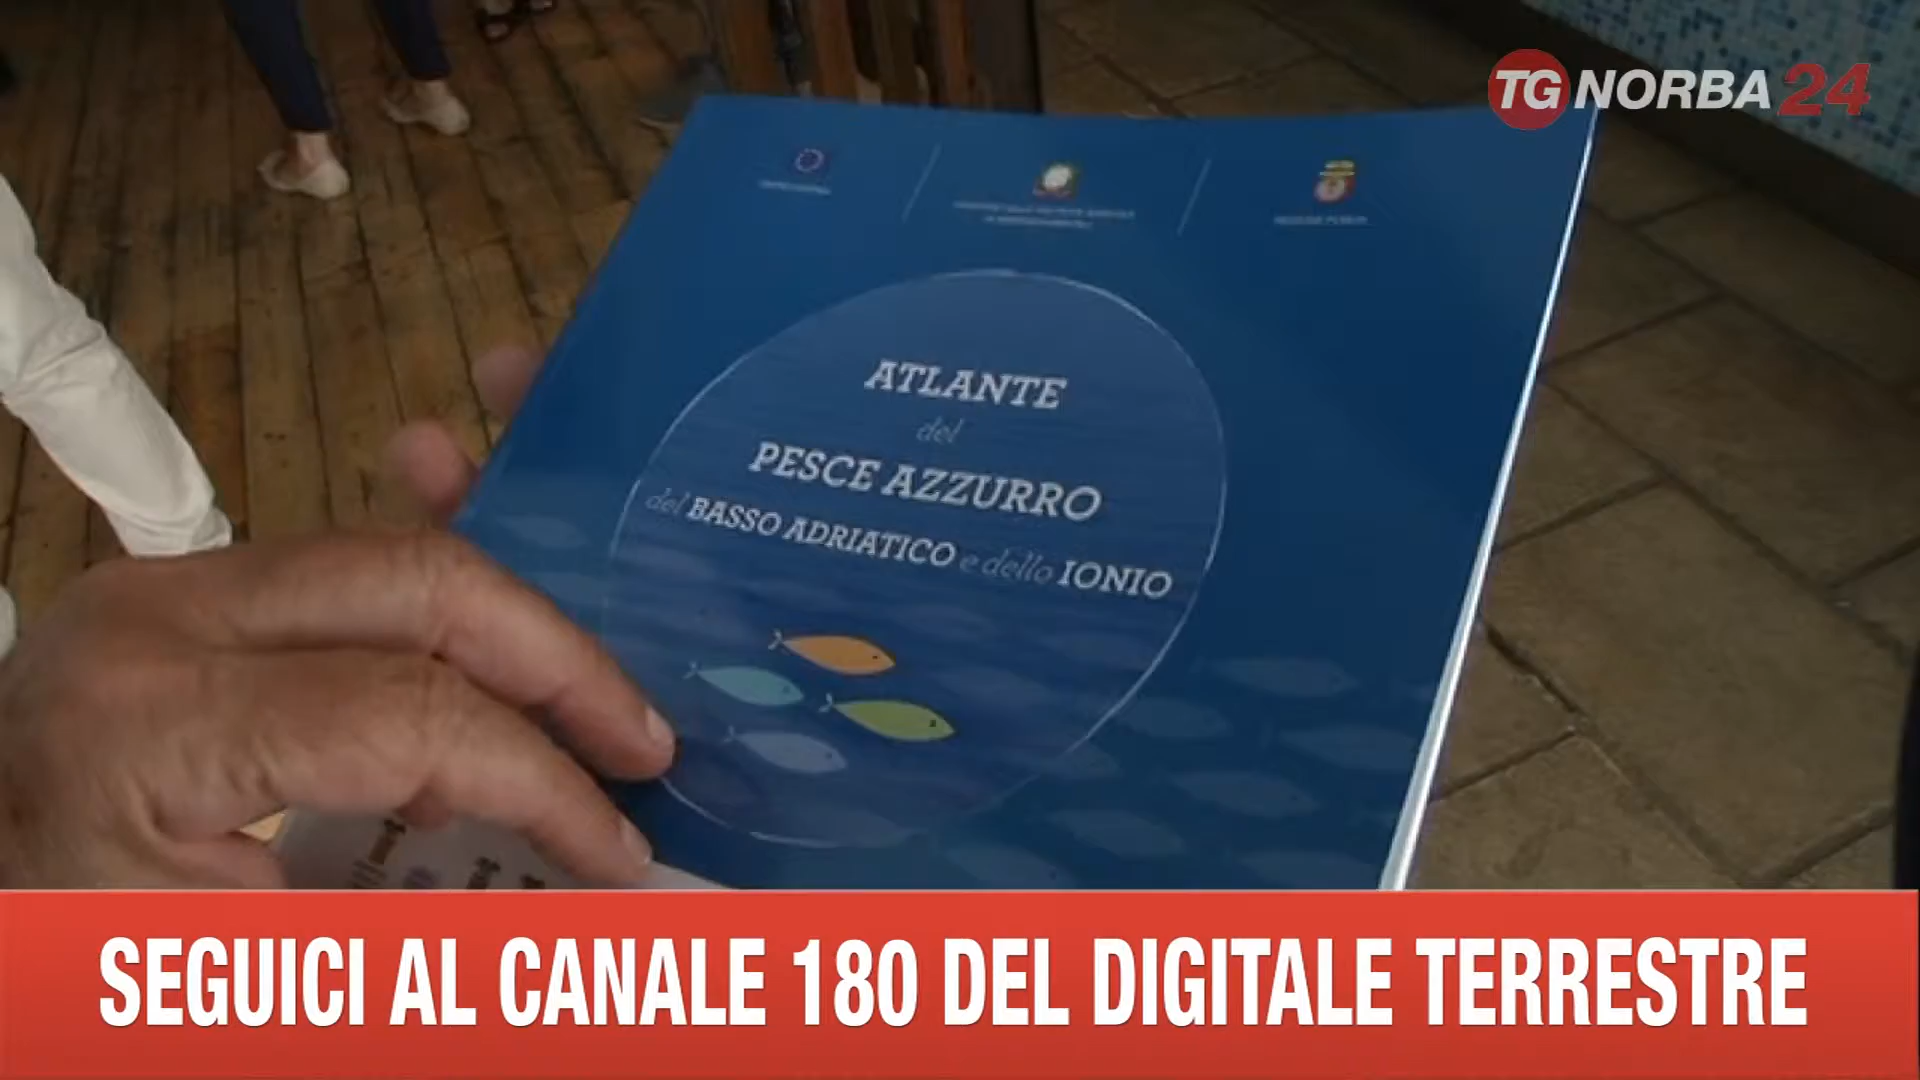 TG NORBA 24
ATLANTE
del
PESCE AZZURRO
del BASSO ADRIATICO e dello IONIO
SEGUICI AL CANALE 180 DEL DIGITALE TERRESTRE